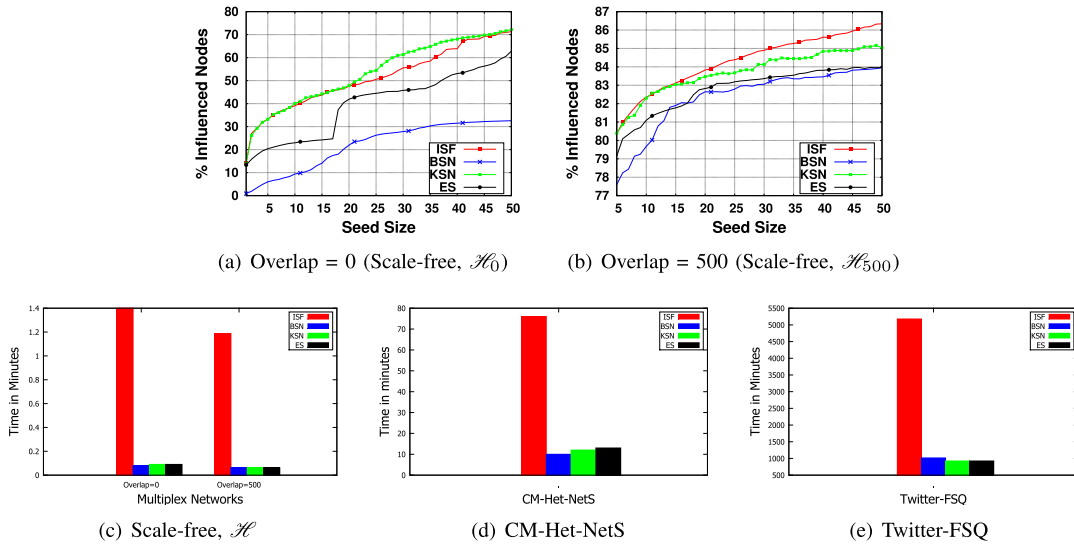 % Influenced Nodes
80
70
60
50
40
30
20
10
0
5 10 15 20 25 30 35 40 45 50
Seed Size
ISF
BSN
KSN
ES
(a) Overlap = 0 (Scale-free, ℋ0)
% Influenced Nodes
87
86
85
84
83
82
81
80
79
78
77
5 10 15 20 25 30 35 40 45 50
Seed Size
ISF
BSN
KSN
ES
(b) Overlap = 500 (Scale-free, ℋ500)
Time in Minutes
1.4
1.2
1
0.8
0.6
0.4
0.2
0
Overlap=0 Overlap=500
Multiplex Networks
ISF
BSN
KSN
ES
(c) Scale-free, ℋ
Time in minutes
80
70
60
50
40
30
20
10
0
CM-Het-NetS
ISF
BSN
KSN
ES
(d) CM-Het-NetS
Time in Minutes
5500
5000
4500
4000
3500
3000
2500
2000
1500
1000
500
Twitter-FSQ
ISF
BSN
KSN
ES
(e) Twitter-FSQ